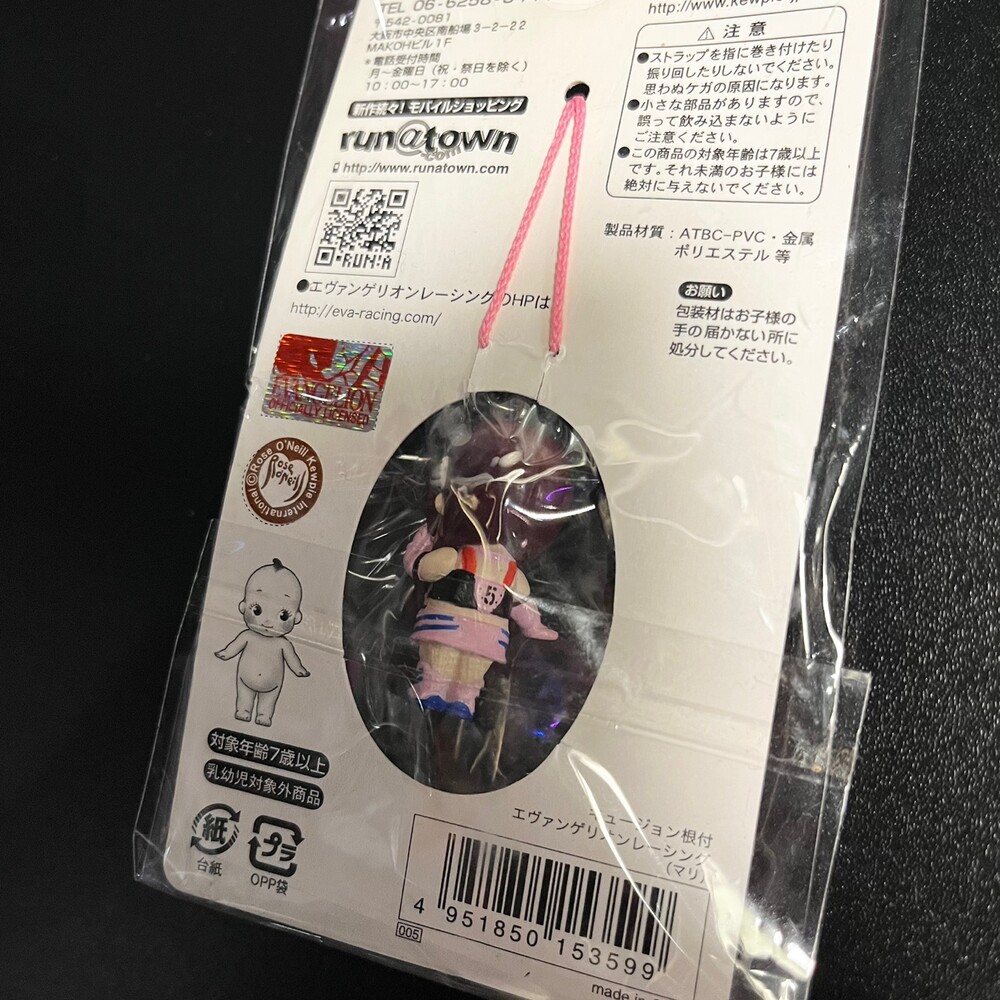 TEL 06-6258-
〒542-0081
大阪市中央区南船場3-2-22
MAKOHビル1F
*電話受付時間
月〜金曜日(祝・祭日を除く)
10:00〜17:00
新作続々!モバイルショッピング
run@town
.com
http://www.runatown.com
RUN:A
●エヴァンゲリオンレーシングのHPは
http://eva-racing.com/
EVANGELION
OFFICIALLY LICENSED
©Rose O'Neill Kewpie International
Rose O'Neill
対象年齢7歳以上
乳幼児対象外商品
紙
台紙
プラ
OPP袋
http://www.kewpie.
⚠注意
●ストラップを指に巻き付けたり
振り回したりしないでください。
思わぬケガの原因になります。
●小さな部品がありますので、
誤って飲み込まないように
ご注意ください。
●この商品の対象年齢は7歳以上
です。それ未満のお子様には
絶対に与えないでください。
製品材質:ATBC-PVC・金属
ポリエステル 等
お願い
包装材はお子様の
手の届かない所に
処分してください。
5
キュージョン根付
エヴァンゲリオンレーシング
(マリ)
4 951850 153599
005
made in